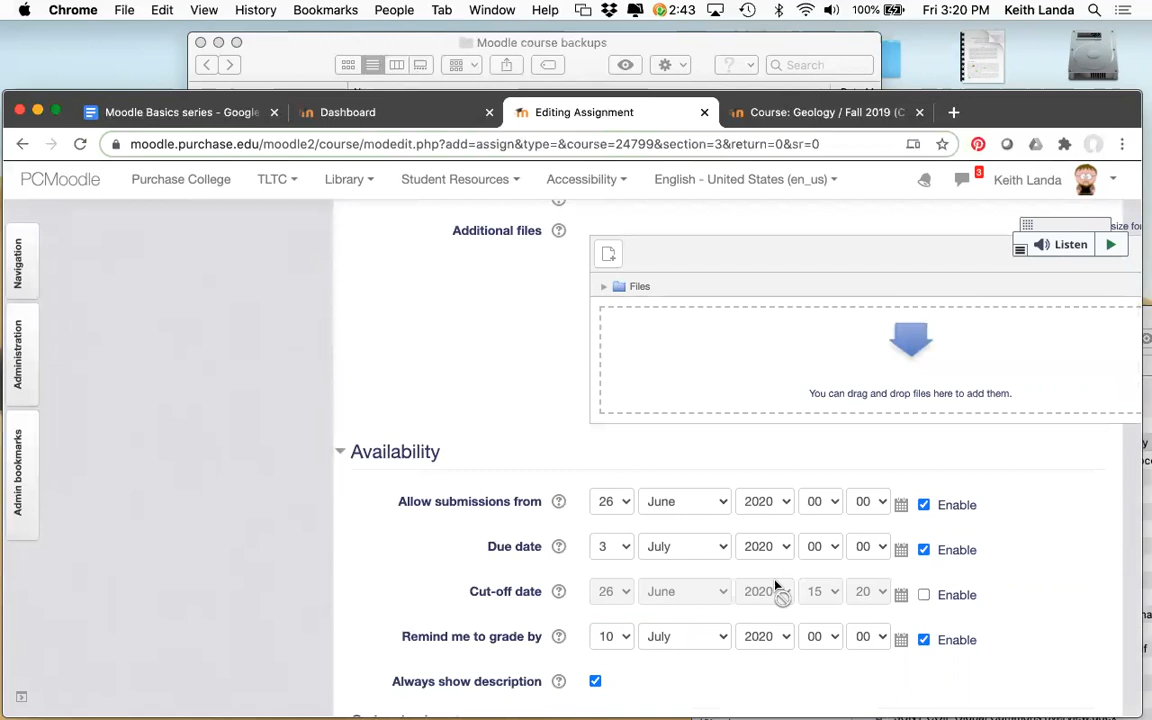 Chrome File Edit View History Bookmarks People Tab Window Help 2:43 100% Fri 3:20 PM Keith Landa
Moodle course backups
Search
Moodle Basics series - Google Dashboard Editing Assignment Course: Geology / Fall 2019 (C
moodle.purchase.edu/moodle2/course/modedit.php?add=assign&type=&course=24799&section=3&return=0&sr=0
PCMoodle Purchase College TLTC Library Student Resources Accessibility English - United States (en_us) 3 Keith Landa
Navigation
Administration
Admin bookmarks
Additional files
size for
Listen
Files
You can drag and drop files here to add them.
Availability
Allow submissions from 26 June 2020 00 00 Enable
Due date 3 July 2020 00 00 Enable
Cut-off date 26 June 2020 15 20 Enable
Remind me to grade by 10 July 2020 00 00 Enable
Always show description